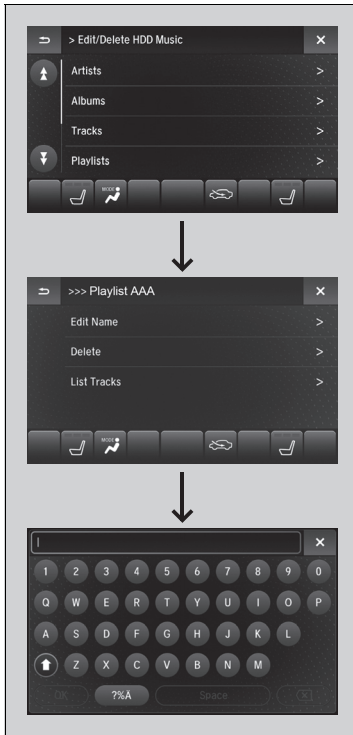 > Edit/Delete HDD Music
Artists >
Albums >
Tracks >
Playlists >
MODE
>>> Playlist AAA
Edit Name >
Delete >
List Tracks >
MODE
1 2 3 4 5 6 7 8 9 0
Q W E R T Y U I O P
A S D F G H J K L
Z X C V B N M
OK ?%Ä Space